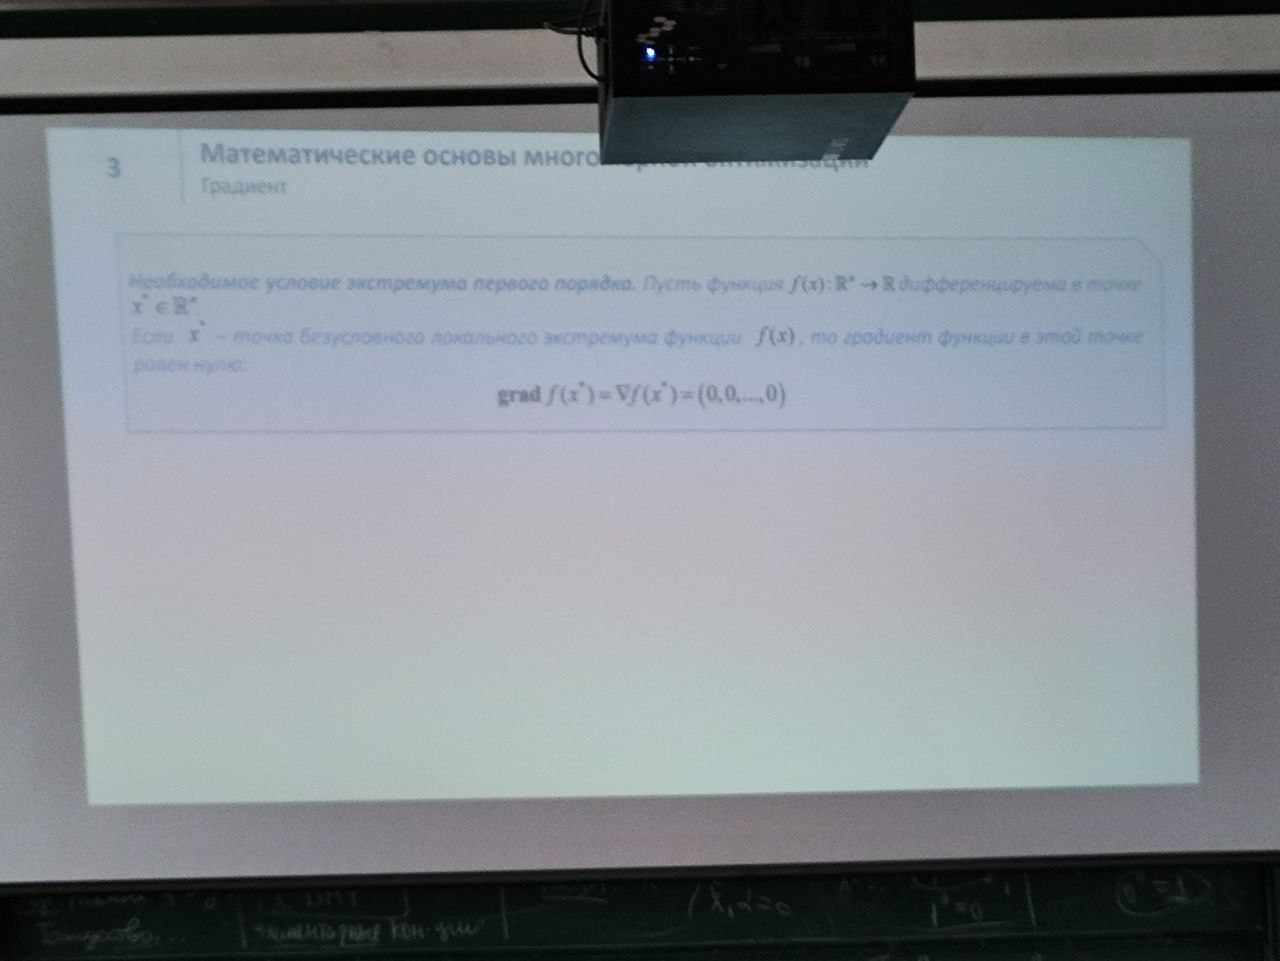 3
Математические основы много
Градиент
Необходимое условие экстремума первого порядка. Пусть функция f(x): ℝⁿ → ℝ дифференцируема в точке
x* ∈ ℝⁿ.
Если x* – точка безусловного локального экстремума функции f(x), то градиент функции в этой точке
равен нулю:
grad f(x*) = ∇f(x*) = (0,0,...,0)